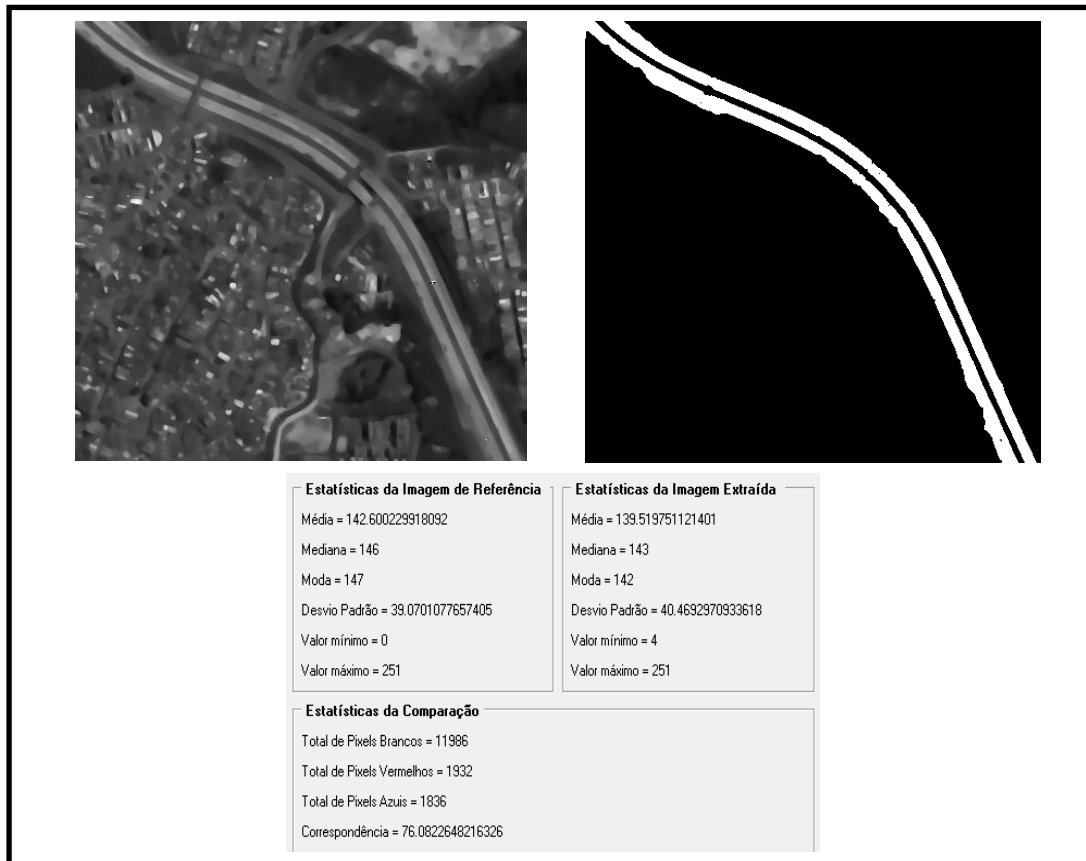 Estatísticas da Imagem de Referência
Média = 142.600229918092
Mediana = 146
Moda = 147
Desvio Padrão = 39.0701077657405
Valor mínimo = 0
Valor máximo = 251
Estatísticas da Imagem Extraída
Média = 139.519751121401
Mediana = 143
Moda = 142
Desvio Padrão = 40.4692970933618
Valor mínimo = 4
Valor máximo = 251
Estatísticas da Comparação
Total de Pixels Brancos = 11986
Total de Pixels Vermelhos = 1932
Total de Pixels Azuis = 1836
Correspondência = 76.0822648216326